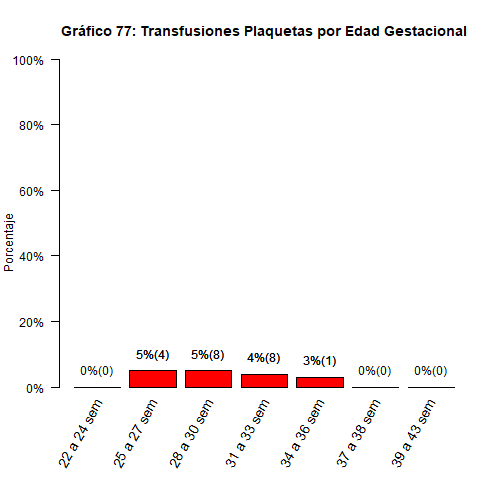 Gráfico 77: Transfusiones Plaquetas por Edad Gestacional
100%
80%
60%
40%
20%
0%
Porcentaje
0%(0)
5%(4)
5%(8)
4%(8)
3%(1)
0%(0)
0%(0)
22 a 24 sem
25 a 27 sem
28 a 30 sem
31 a 33 sem
34 a 36 sem
37 a 38 sem
39 a 43 sem